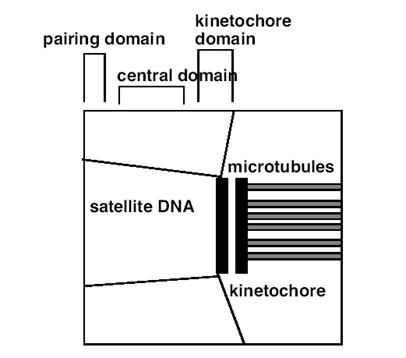 kinetochore
domain
pairing domain
central domain
microtubules
satellite DNA
kinetochore